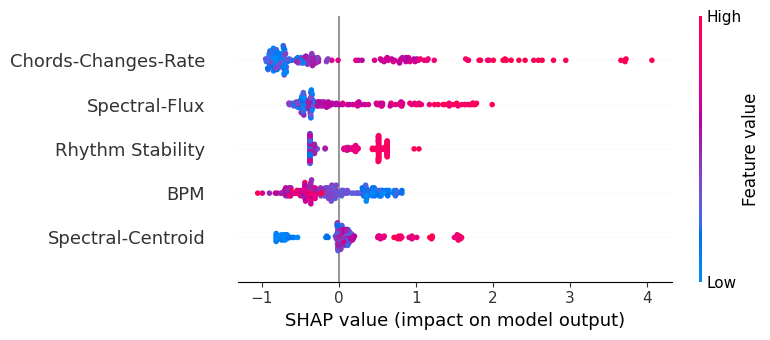 High
Chords-Changes-Rate
Spectral-Flux
Rhythm Stability
BPM
Spectral-Centroid
Feature value
Low
−1 0 1 2 3 4
SHAP value (impact on model output)